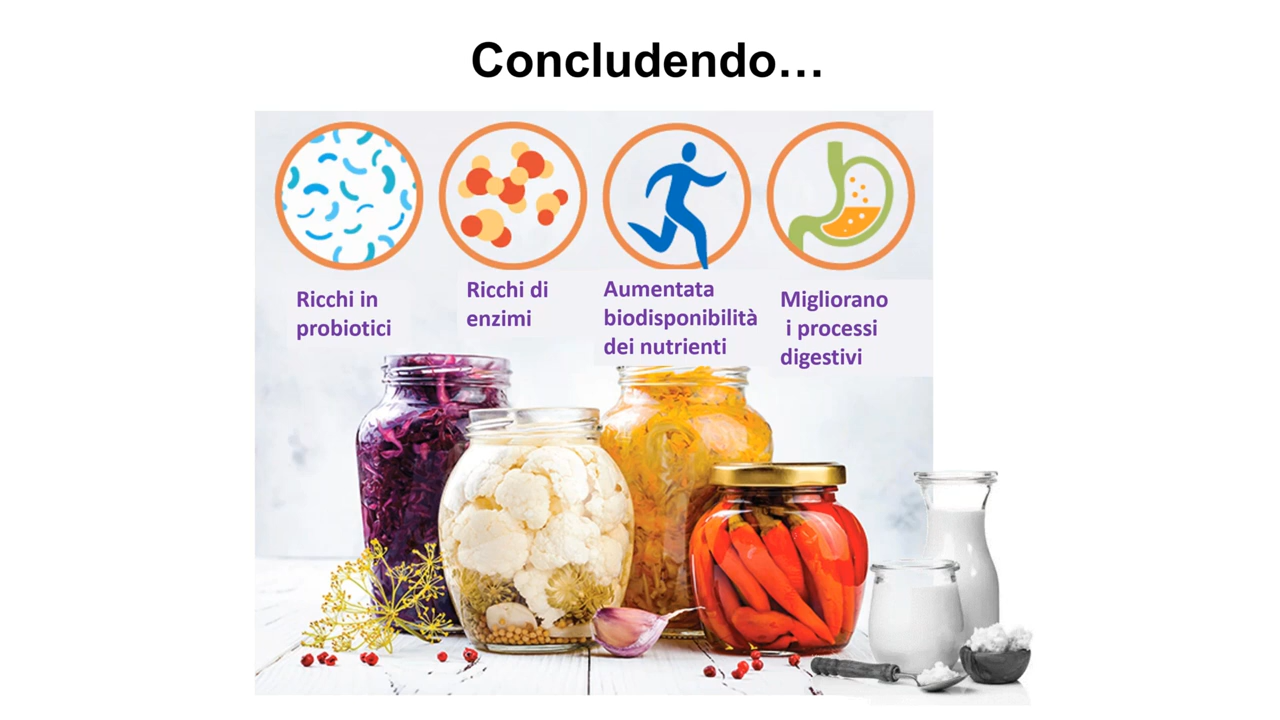 Concludendo…
Ricchi in
probiotici
Ricchi di
enzimi
Aumentata
biodisponibilità
dei nutrienti
Migliorano
i processi
digestivi